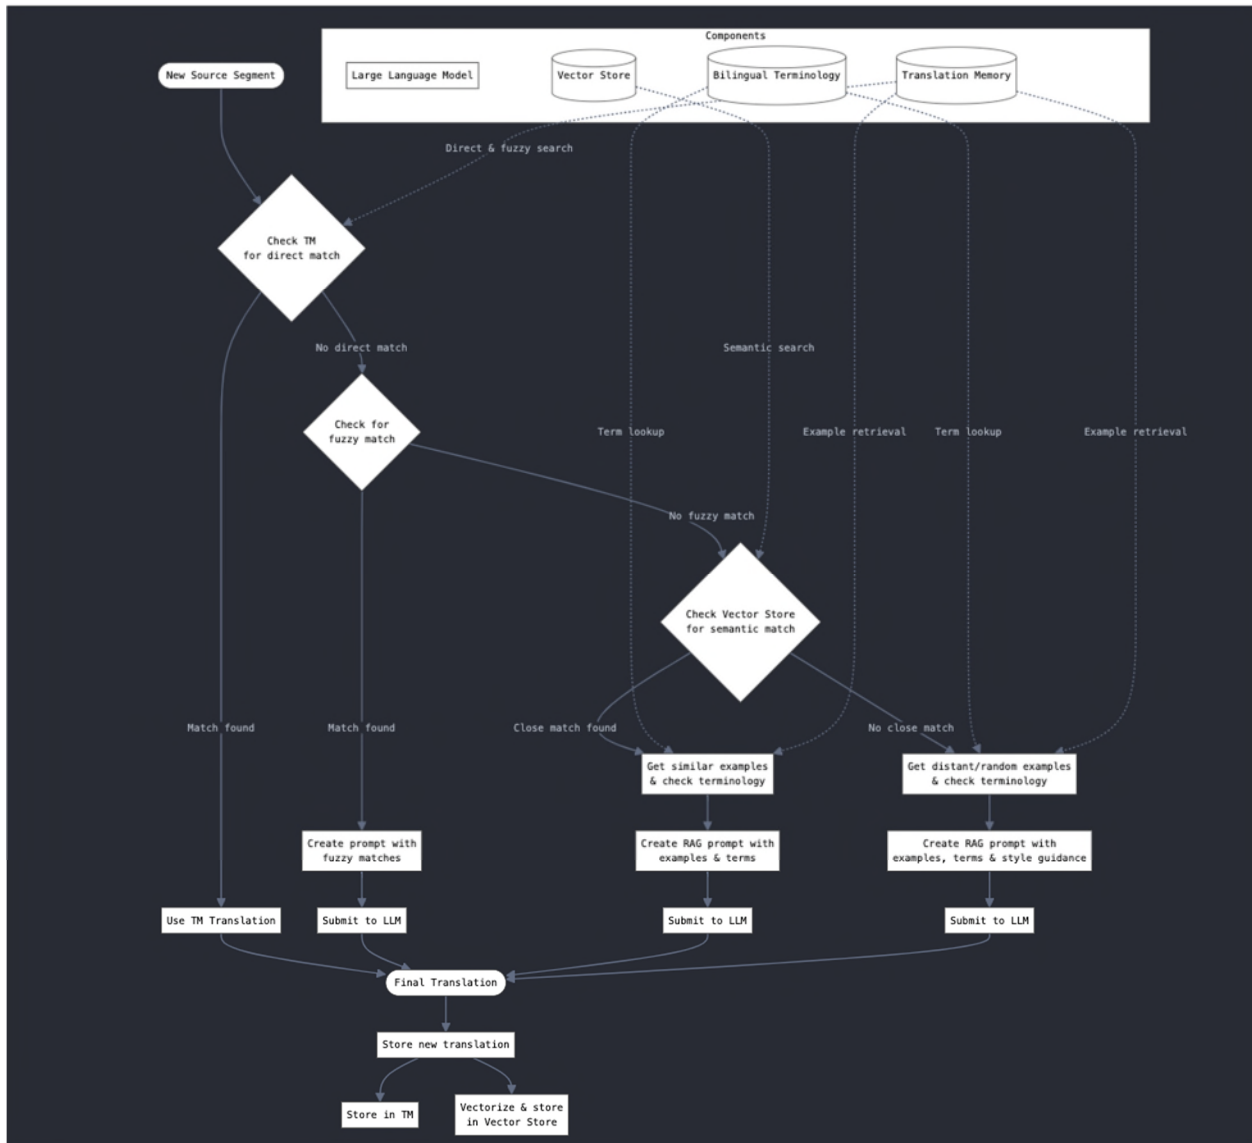 Components
New Source Segment
Large Language Model
Vector Store
Bilingual Terminology
Translation Memory
Direct & fuzzy search
Check TM
for direct match
No direct match
Semantic search
Check for
fuzzy match
Term lookup
Example retrieval
Term lookup
Example retrieval
No fuzzy match
Check Vector Store
for semantic match
Match found
Match found
Close match found
No close match
Get similar examples
& check terminology
Get distant/random examples
& check terminology
Create prompt with
fuzzy matches
Create RAG prompt with
examples & terms
Create RAG prompt with
examples, terms & style guidance
Use TM Translation
Submit to LLM
Submit to LLM
Submit to LLM
Final Translation
Store new translation
Store in TM
Vectorize & store
in Vector Store